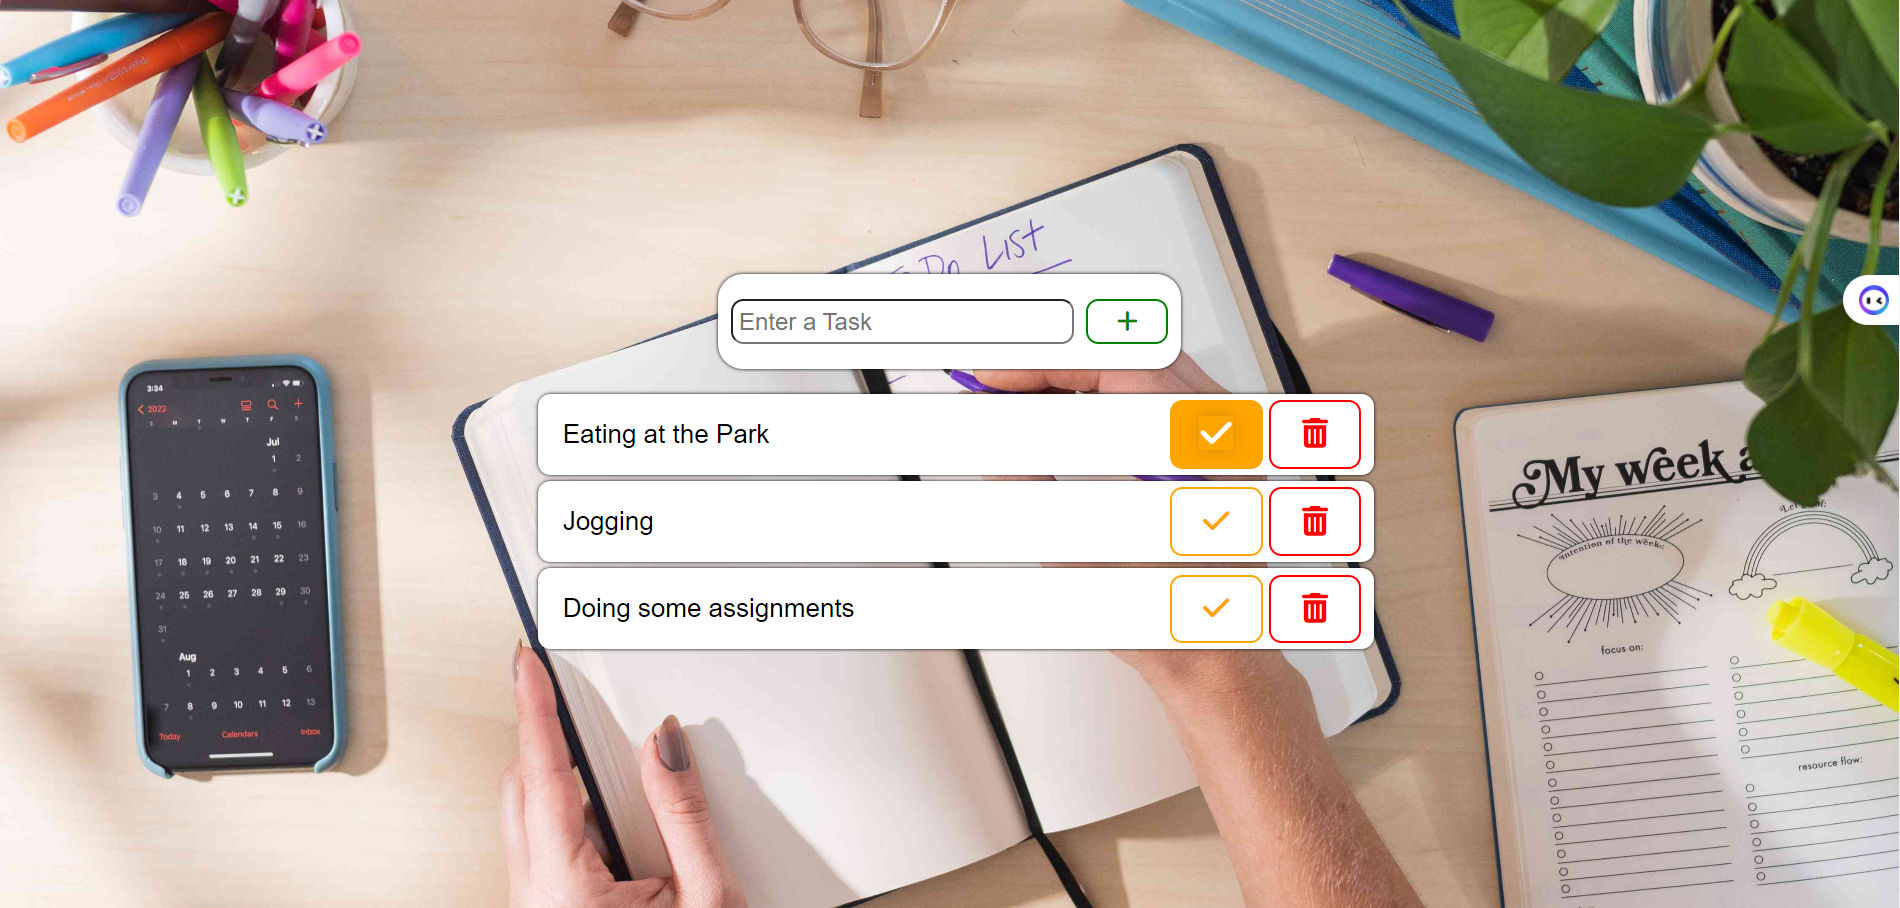 To Do List
Enter a Task
Eating at the Park
Jogging
Doing some assignments
3:34
2022
S M T W T F S
Jul
1 2
3 4 5 6 7 8 9
10 11 12 13 14 15 16
17 18 19 20 21 22 23
24 25 26 27 28 29 30
31
Aug
1 2 3 4 5 6
7 8 9 10 11 12 13
Today Calendars Inbox
My week a
Intention of the week:
focus on:
resource flow: